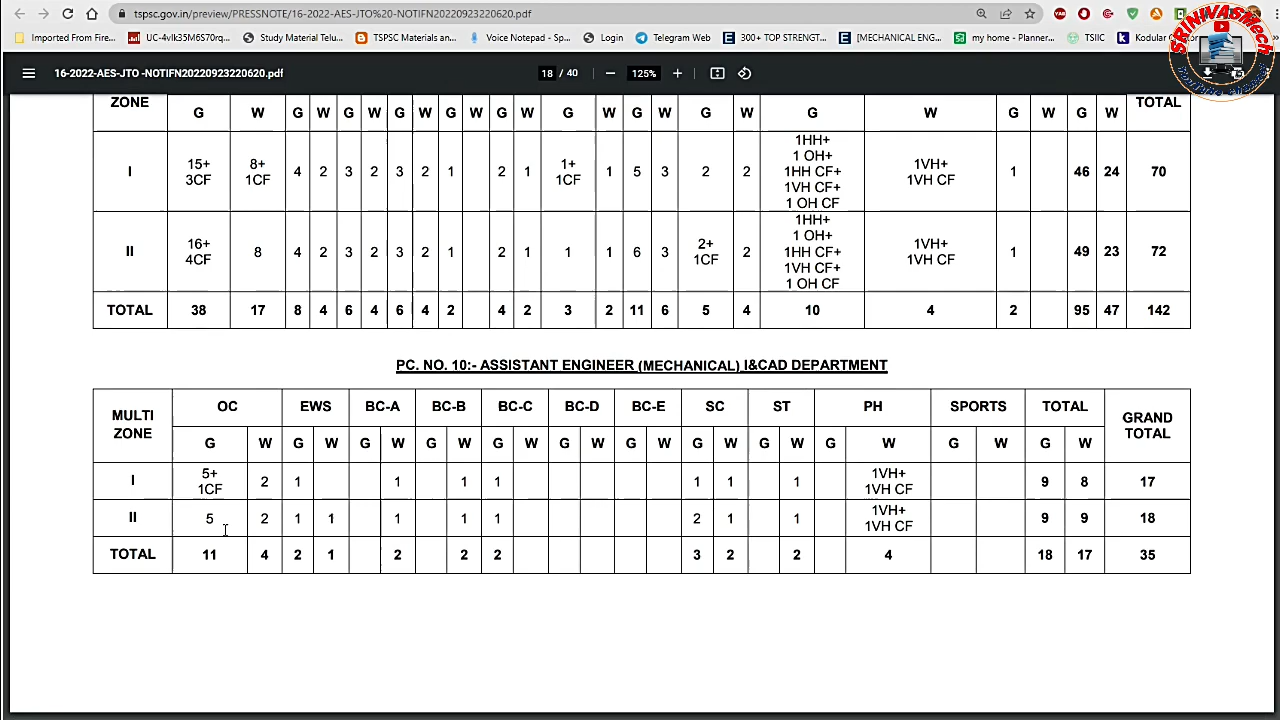 tspsc.gov.in/preview/PRESSNOTE/16-2022-AES-JTO%20-NOTIFN20220923220620.pdf
Imported From Fire... UC-4vlk35M6S70rq... Study Material Telu... TSPSC Materials an... Voice Notepad - Sp... Login Telegram Web 300+ TOP STRENGT... [MECHANICAL ENG... my home - Planner... TSIIC Kodular
SRINIVASMech
16-2022-AES-JTO -NOTIFN20220923220620.pdf 18 / 40 125%
ZONE G W G W G W G W G W G W G W G W G W G W G W G W TOTAL
I 15+ 3CF 8+ 1CF 4 2 3 2 3 2 1 2 1 1+ 1CF 1 5 3 2 2 1HH+ 1 OH+ 1HH CF+ 1VH CF+ 1 OH CF 1VH+ 1VH CF 1 46 24 70
II 16+ 4CF 8 4 2 3 2 3 2 1 2 1 1 1 6 3 2+ 1CF 2 1HH+ 1 OH+ 1HH CF+ 1VH CF+ 1 OH CF 1VH+ 1VH CF 1 49 23 72
TOTAL 38 17 8 4 6 4 6 4 2 4 2 3 2 11 6 5 4 10 4 2 95 47 142
PC. NO. 10:- ASSISTANT ENGINEER (MECHANICAL) I&CAD DEPARTMENT
MULTI ZONE OC EWS BC-A BC-B BC-C BC-D BC-E SC ST PH SPORTS TOTAL GRAND TOTAL
G W G W G W G W G W G W G W G W G W G W G W G W
I 5+ 1CF 2 1 1 1 1 1 1 1 1VH+ 1VH CF 9 8 17
II 5 2 1 1 1 1 1 2 1 1 1VH+ 1VH CF 9 9 18
TOTAL 11 4 2 1 2 2 2 3 2 2 4 18 17 35